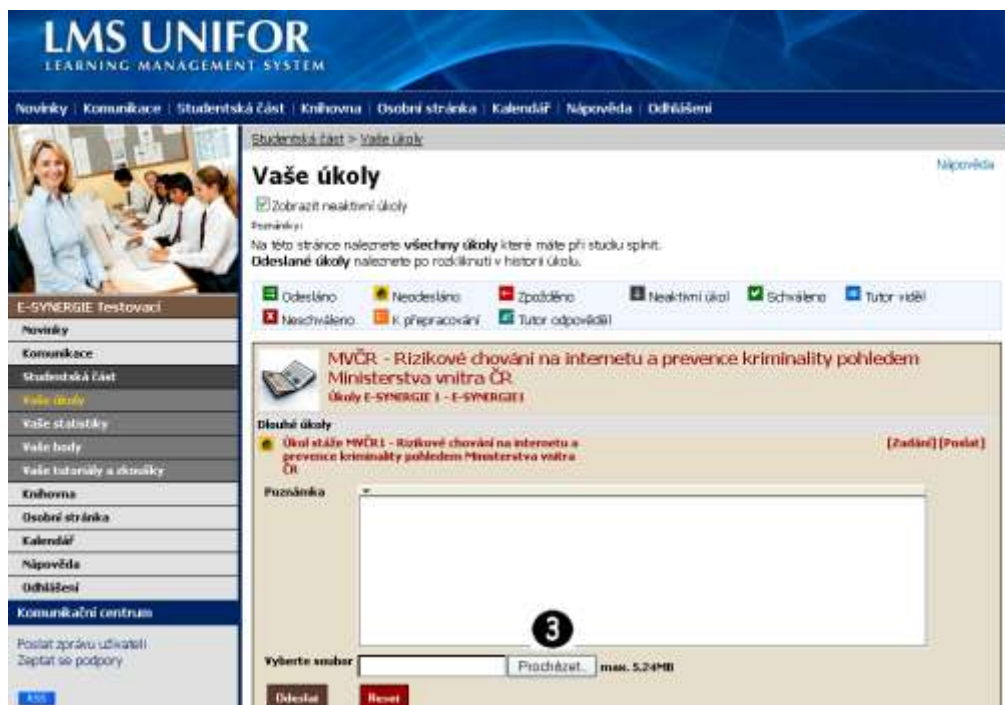 LMS UNIFOR
LEARNING MANAGEMENT SYSTEM
Novinky | Komunikace | Studentská část | Knihovna | Osobní stránka | Kalendář | Nápověda | Odhlášení
Studentská část > Vaše úkoly
Nápověda
Vaše úkoly
Zobrazit neaktivní úkoly
Poznámky:
Na této stránce naleznete všechny úkoly které máte při studiu splnit.
Odeslané úkoly naleznete po rozkliknutí v historii úkolu.
Odesláno Neodesláno Zpožděno Neaktivní úkol Schváleno Tutor viděl
Neschváleno K přepracování Tutor odpověděl
E-SYNERGIE Testovací
Novinky
Komunikace
Studentská část
Vaše úkoly
Vaše statistiky
Vaše body
Vaše tutoriály a zkoušky
Knihovna
Osobní stránka
Kalendář
Nápověda
Odhlášení
Komunikační centrum
Poslat zprávu uživateli
Zeptat se podpory
RSS
MVČR - Rizikové chování na internetu a prevence kriminality pohledem
Ministerstva vnitra ČR
Úkoly E-SYNERGIE 1 - E-SYNERGIE1
Dlouhé úkoly
Úkol stáže MVČR1 - Rizikové chování na internetu a
prevence kriminality pohledem Ministerstva vnitra
ČR
[Zadání] [Poslat]
Poznámka
3
Vyberte soubor Procházet. max. 5.24MB
Odeslat Reset